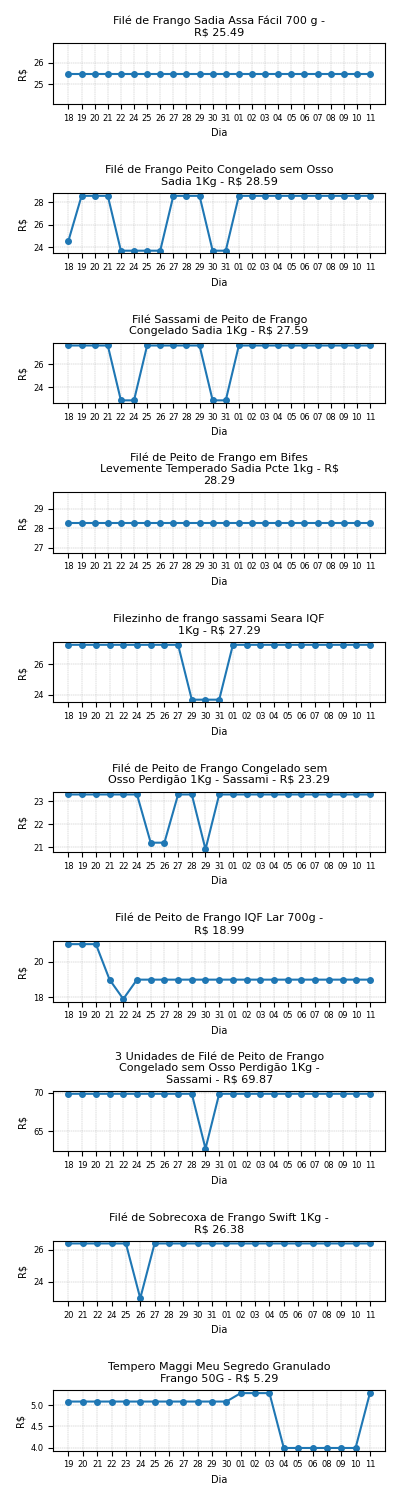 Filé de Frango Sadia Assa Fácil 700 g -
R$ 25.49
26
25
R$
18 19 20 21 22 24 25 26 27 28 29 30 31 01 02 03 04 05 06 07 08 09 10 11
Dia
Filé de Frango Peito Congelado sem Osso
Sadia 1Kg - R$ 28.59
28
26
24
R$
18 19 20 21 22 24 25 26 27 28 29 30 31 01 02 03 04 05 06 07 08 09 10 11
Dia
Filé Sassami de Peito de Frango
Congelado Sadia 1Kg - R$ 27.59
26
24
R$
18 19 20 21 22 24 25 26 27 28 29 30 31 01 02 03 04 05 06 07 08 09 10 11
Dia
Filé de Peito de Frango em Bifes
Levemente Temperado Sadia Pcte 1kg - R$
28.29
29
28
27
R$
18 19 20 21 22 24 25 26 27 28 29 30 31 01 02 03 04 05 06 07 08 09 10 11
Dia
Filezinho de frango sassami Seara IQF
1Kg - R$ 27.29
26
24
R$
18 19 20 21 22 24 25 26 27 29 30 31 01 02 03 04 05 06 07 08 09 10 11
Dia
Filé de Peito de Frango Congelado sem
Osso Perdigão 1Kg - Sassami - R$ 23.29
23
22
21
R$
18 19 20 21 22 24 25 26 27 28 29 31 01 02 03 04 05 06 07 08 09 10 11
Dia
Filé de Peito de Frango IQF Lar 700g -
R$ 18.99
20
18
R$
18 19 20 21 22 24 25 26 27 28 29 31 01 02 03 04 05 06 07 08 09 10 11
Dia
3 Unidades de Filé de Peito de Frango
Congelado sem Osso Perdigão 1Kg -
Sassami - R$ 69.87
70
65
R$
18 19 20 21 22 24 25 26 27 28 29 31 01 02 03 04 05 06 07 08 09 10 11
Dia
Filé de Sobrecoxa de Frango Swift 1Kg -
R$ 26.38
26
24
R$
20 21 22 24 25 26 27 28 29 30 31 01 02 03 04 05 06 07 08 09 10 11
Dia
Tempero Maggi Meu Segredo Granulado
Frango 50G - R$ 5.29
5.0
4.5
4.0
R$
19 20 21 22 24 25 26 27 28 29 30 31 01 02 03 04 05 06 07 09 10 11
Dia